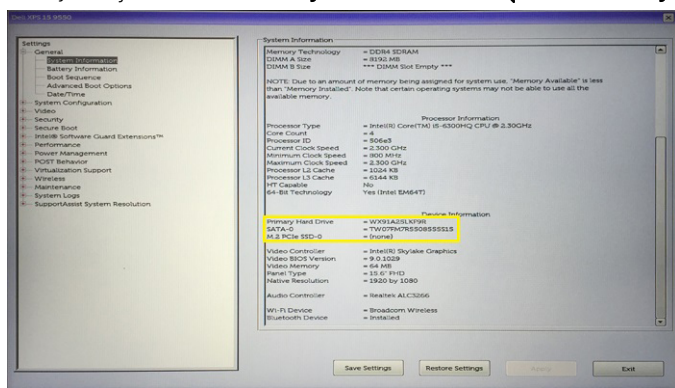 Dell XPS 15 9550
Settings
General
System Information
Battery Information
Boot Sequence
Advanced Boot Options
Date/Time
System Configuration
Video
Security
Secure Boot
Intel® Software Guard Extensions™
Performance
Power Management
POST Behavior
Virtualization Support
Wireless
Maintenance
System Logs
SupportAssist System Resolution
System Information
Memory Technology = DDR4 SDRAM
DIMM A Size = 8192 MB
DIMM B Size *** DIMM Slot Empty ***
NOTE: Due to an amount of memory being assigned for system use, "Memory Available" is less
than "Memory Installed". Note that certain operating systems may not be able to use all the
available memory.
Processor Information
Processor Type = Intel(R) Core(TM) i5-6300HQ CPU @ 2.30GHz
Core Count = 4
Processor ID = 506e3
Current Clock Speed = 2.300 GHz
Minimum Clock Speed = 800 MHz
Maximum Clock Speed = 2.300 GHz
Processor L2 Cache = 1024 KB
Processor L3 Cache = 6144 KB
HT Capable No
64-Bit Technology Yes (Intel EM64T)
Device Information
Primary Hard Drive = WX91A25LKF9R
SATA-0 = TW07FM7R5508555S15
M.2 PCIe SSD-0 = (none)
Video Controller = Intel(R) Skylake Graphics
Video BIOS Version = 9.0.1029
Video Memory = 64 MB
Panel Type = 15.6" FHD
Native Resolution = 1920 by 1080
Audio Controller = Realtek ALC3266
Wi-Fi Device = Broadcom Wireless
Bluetooth Device = Installed
Save Settings
Restore Settings
Apply
Exit